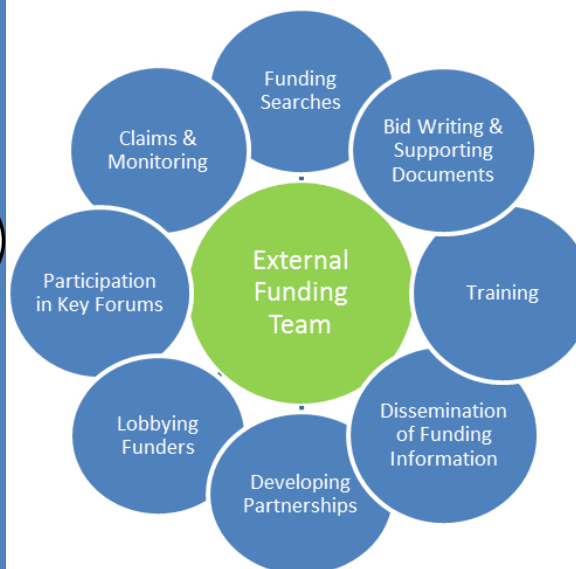 Funding
Searches
Bid Writing &
Supporting
Documents
Training
Dissemination
of Funding
Information
Developing
Partnerships
Lobbying
Funders
Participation
in Key Forums
Claims &
Monitoring
External
Funding
Team